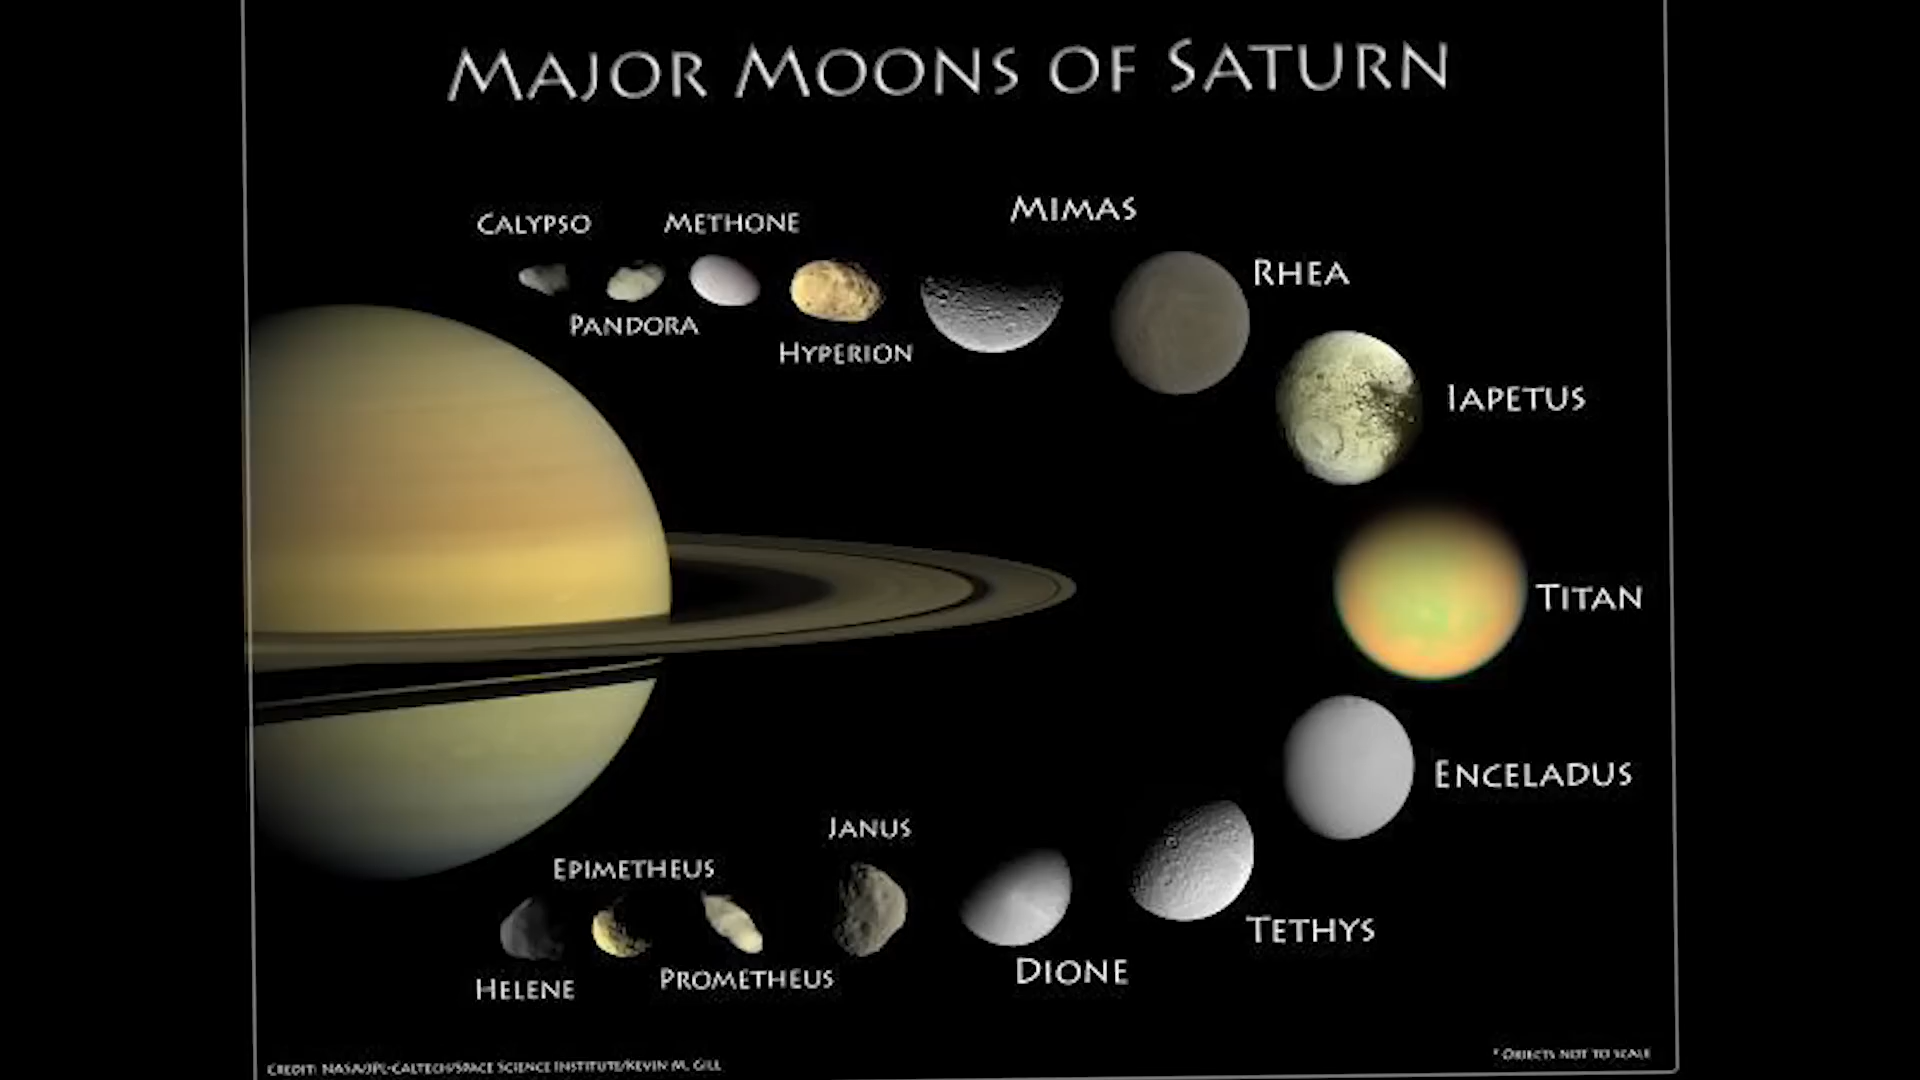 MAJOR MOONS OF SATURN
MIMAS
CALYPSO
METHONE
RHEA
PANDORA
HYPERION
IAPETUS
TITAN
ENCELADUS
JANUS
EPIMETHEUS
TETHYS
DIONE
PROMETHEUS
HELENE
* OBJECTS NOT TO SCALE
CREDIT: NASA/JPL-CALTECH/SPACE SCIENCE INSTITUTE/KEVIN M. GILL